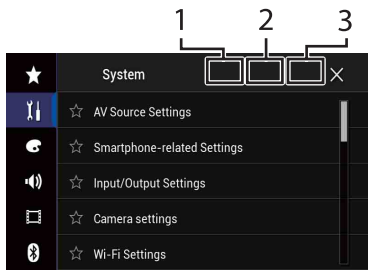 1 2 3
System
AV Source Settings
Smartphone-related Settings
Input/Output Settings
Camera settings
Wi-Fi Settings